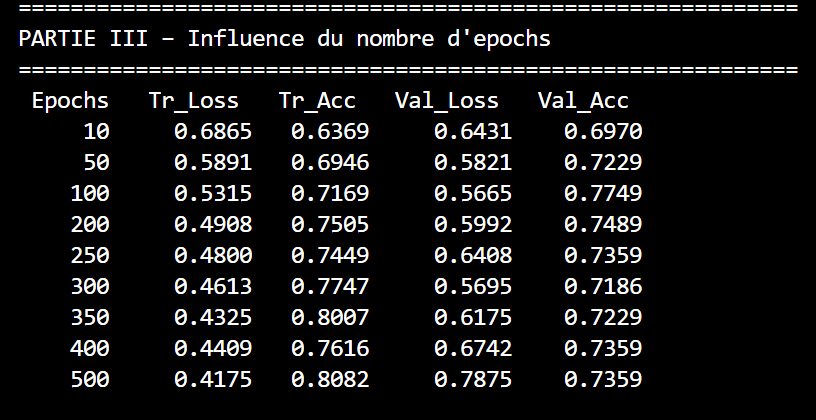 ============================================================
PARTIE III – Influence du nombre d'epochs
============================================================
Epochs Tr_Loss Tr_Acc Val_Loss Val_Acc
10 0.6865 0.6369 0.6431 0.6970
50 0.5891 0.6946 0.5821 0.7229
100 0.5315 0.7169 0.5665 0.7749
200 0.4908 0.7505 0.5992 0.7489
250 0.4800 0.7449 0.6408 0.7359
300 0.4613 0.7747 0.5695 0.7186
350 0.4325 0.8007 0.6175 0.7229
400 0.4409 0.7616 0.6742 0.7359
500 0.4175 0.8082 0.7875 0.7359